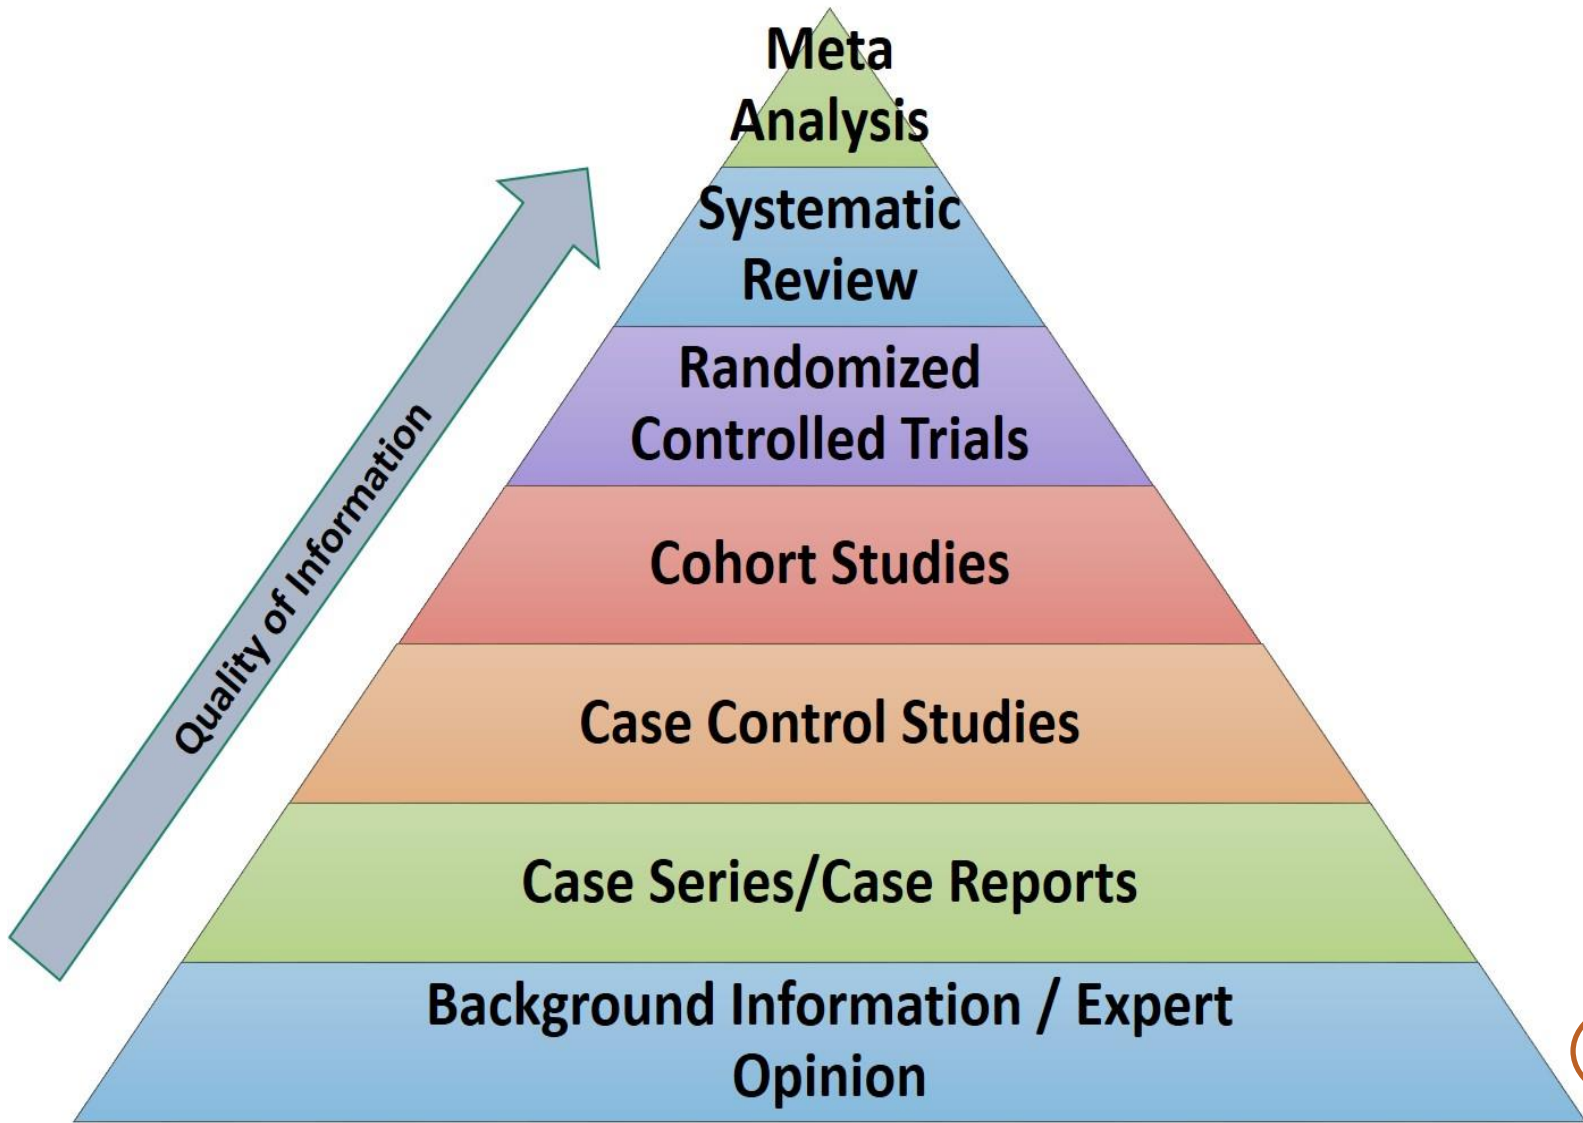 Meta
Analysis
Systematic
Review
Randomized
Controlled Trials
Cohort Studies
Case Control Studies
Case Series/Case Reports
Background Information / Expert
Opinion
Quality of Information